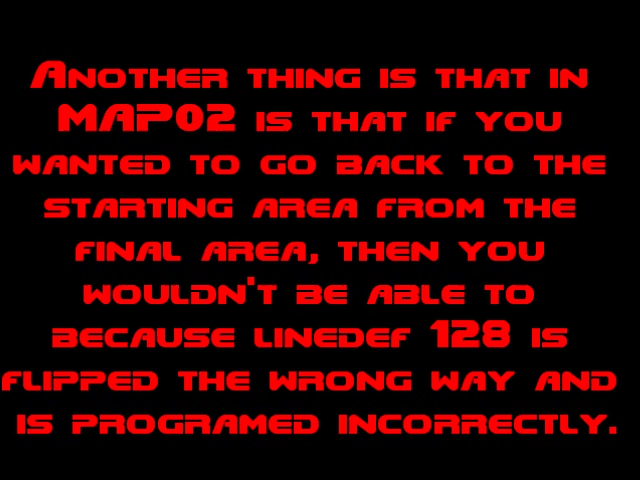 Another thing is that in
MAP02 is that if you
wanted to go back to the
starting area from the
final area, then you
wouldn't be able to
because linedef 128 is
flipped the wrong way and
is programed incorrectly.